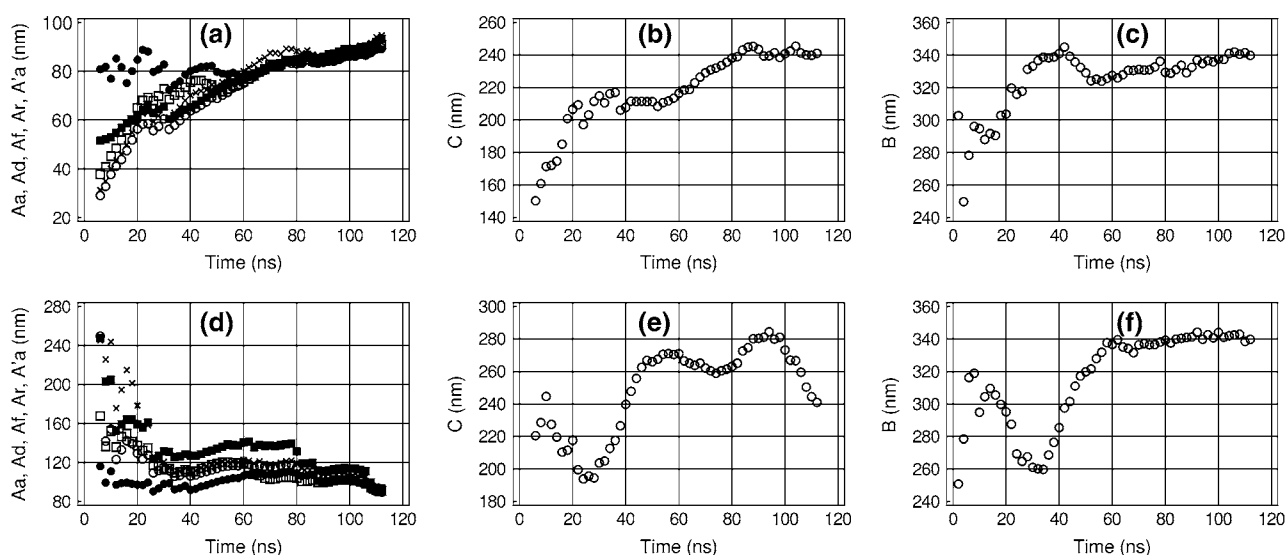 (a)
Aa, Ad, Af, Ar, A'a (nm)
100
80
60
40
20
0 20 40 60 80 100 120
Time (ns)
(b)
C (nm)
260
240
220
200
180
160
140
0 20 40 60 80 100 120
Time (ns)
(c)
B (nm)
360
340
320
300
280
260
240
0 20 40 60 80 100 120
Time (ns)
(d)
Aa, Ad, Af, Ar, A'a (nm)
280
240
200
160
120
80
0 20 40 60 80 100 120
Time (ns)
(e)
C (nm)
300
280
260
240
220
200
180
0 20 40 60 80 100 120
Time (ns)
(f)
B (nm)
360
340
320
300
280
260
240
0 20 40 60 80 100 120
Time (ns)